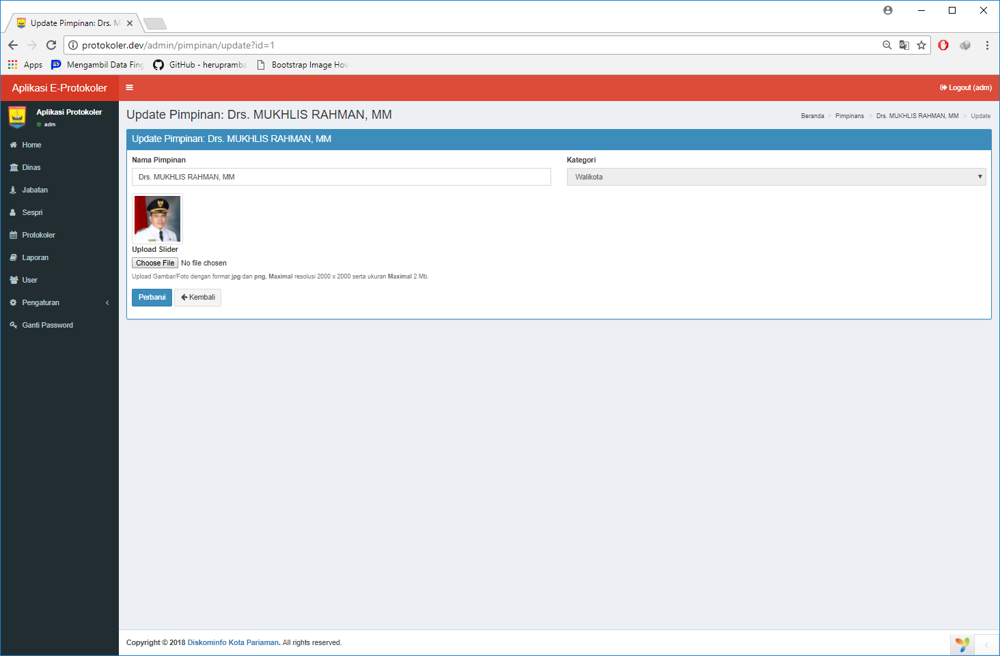 Update Pimpinan: Drs. M
protokoler.dev/admin/pimpinan/update?id=1
Apps
Mengambil Data Fing
GitHub - herupramba
Bootstrap Image Hov
Aplikasi E-Protokoler
Logout (adm)
Aplikasi Protokoler
adm
Home
Dinas
Jabatan
Sespri
Protokoler
Laporan
User
Pengaturan
Ganti Password
Update Pimpinan: Drs. MUKHLIS RAHMAN, MM
Beranda > Pimpinans > Drs. MUKHLIS RAHMAN, MM > Update
Update Pimpinan: Drs. MUKHLIS RAHMAN, MM
Nama Pimpinan
Drs. MUKHLIS RAHMAN, MM
Kategori
Walikota
Upload Slider
Choose File No file chosen
Upload Gambar/Foto dengan format jpg dan png, Maximal resolusi 2000 x 2000 serta ukuran Maximal 2 Mb.
Perbarui
Kembali
Copyright © 2018 Diskominfo Kota Pariaman. All rights reserved.